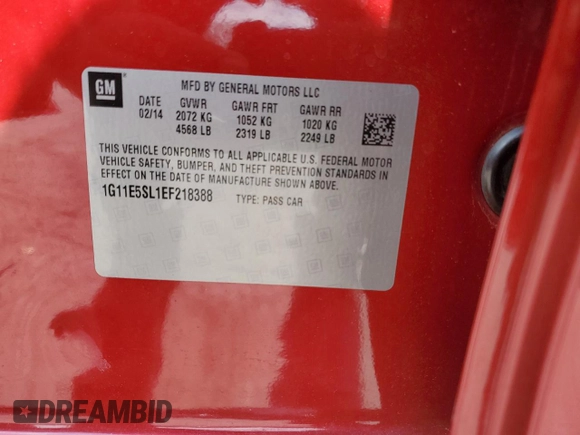 GM
MFD BY GENERAL MOTORS LLC
DATE GVWR GAWR FRT GAWR RR
02/14 2072 KG 1052 KG 1020 KG
4568 LB 2319 LB 2249 LB
THIS VEHICLE CONFORMS TO ALL APPLICABLE U.S. FEDERAL MOTOR
VEHICLE SAFETY, BUMPER, AND THEFT PREVENTION STANDARDS IN
EFFECT ON THE DATE OF MANUFACTURE SHOWN ABOVE.
1G11E5SL1EF218388 TYPE: PASS CAR
DREAMBID